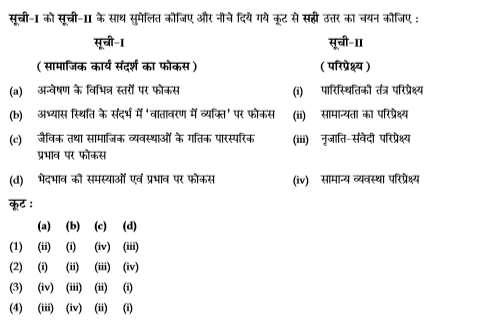 सूची-I को सूची-II के साथ सुमेलित कीजिए और नीचे दिये गये कूट से सही उत्तर का चयन कीजिए :
सूची-I सूची-II
( सामाजिक कार्य संदर्श का फोकस ) ( परिप्रेक्ष्य )
(a) अन्वेषण के विभिन्न स्तरों पर फोकस (i) पारिस्थितिकी तंत्र परिप्रेक्ष्य
(b) अभ्यास स्थिति के संदर्भ में 'वातावरण में व्यक्ति' पर फोकस (ii) सामान्यता का परिप्रेक्ष्य
(c) जैविक तथा सामाजिक व्यवस्थाओं के गतिक पारस्परिक (iii) नृजाति-संवेदी परिप्रेक्ष्य
प्रभाव पर फोकस
(d) भेदभाव की समस्याओं एवं प्रभाव पर फोकस (iv) सामान्य व्यवस्था परिप्रेक्ष्य
कूट :
(a) (b) (c) (d)
(1) (ii) (i) (iv) (iii)
(2) (i) (ii) (iii) (iv)
(3) (iv) (iii) (ii) (i)
(4) (iii) (iv) (ii) (i)